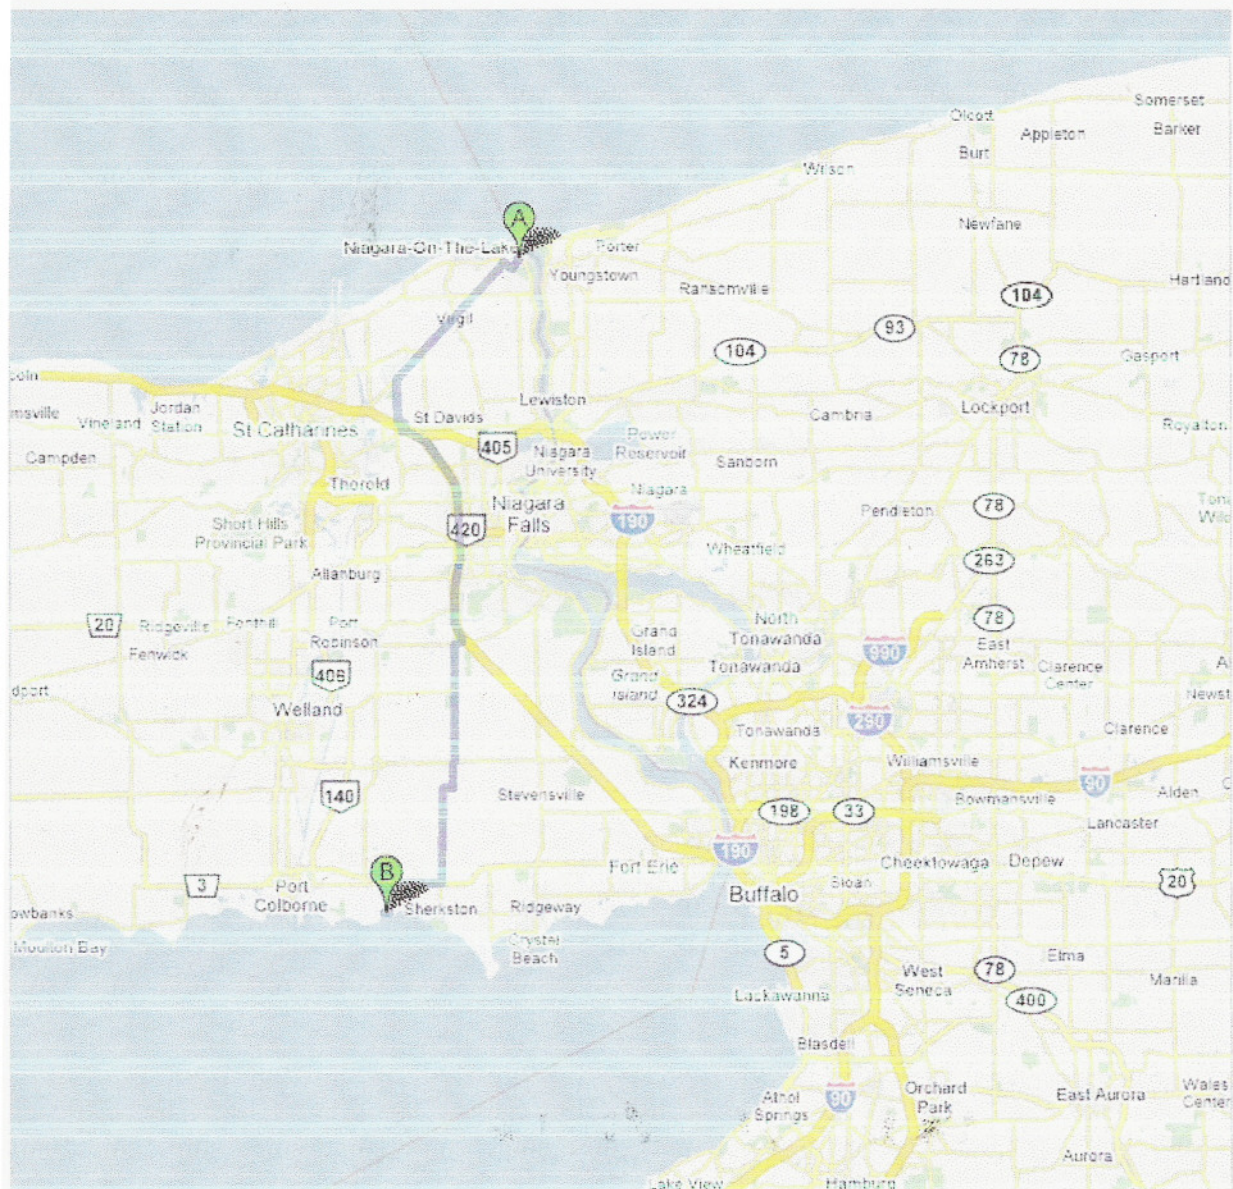 Somerset
Olcott
Appleton
Barker
Burt
Wilson
A
Newfane
Niagara-On-The-Lake
Porter
Youngstown
Ransomville
Hartland
104
Virgil
93
104
78
Gasport
coln
Lewiston
msville
Jordan
Station
Vineland
St Davids
Cambria
Lockport
St Catharines
405
Power
Reservoir
Royalton
Campden
Niagara
University
Sanborn
Thorold
Niagara
Niagara
Falls
190
Pendleton
78
Short Hills
Provincial Park
420
Wheatfield
263
Allanburg
20
Ridgeville
Fonthill
Port
Robinson
Grand
Island
North
Tonawanda
78
Fenwick
990
East
Amherst
Clarence
Center
406
Grand
Island
Tonawanda
dport
324
Newst
Welland
290
Tonawanda
Clarence
Kenmore
Williamsville
140
Stevensville
90
Alden
198
33
Bowmansville
Lancaster
190
Fort Erie
Cheektowaga
Depew
B
3
Port
Colborne
Sloan
20
Buffalo
owbanks
Sherkston
Ridgeway
Moulton Bay
Crystal
Beach
5
Elma
West
Seneca
78
Marilla
Lackawanna
400
Blasdell
90
Athol
Springs
Orchard
Park
East Aurora
Wales
Center
Aurora
Lake View
Hamburg